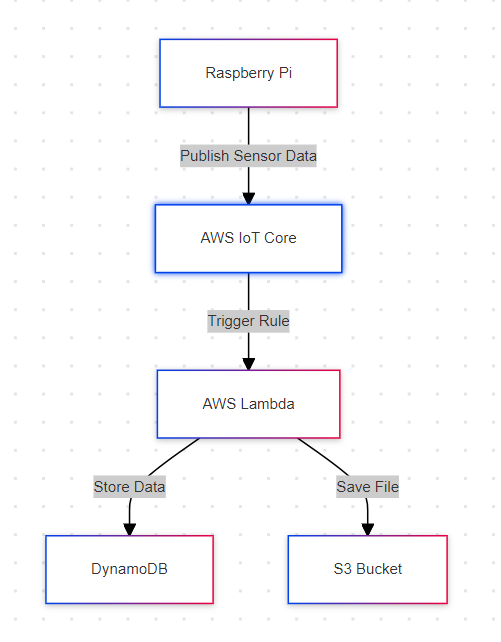 Raspberry Pi
Publish Sensor Data
AWS IoT Core
Trigger Rule
AWS Lambda
Store Data
Save File
DynamoDB
S3 Bucket